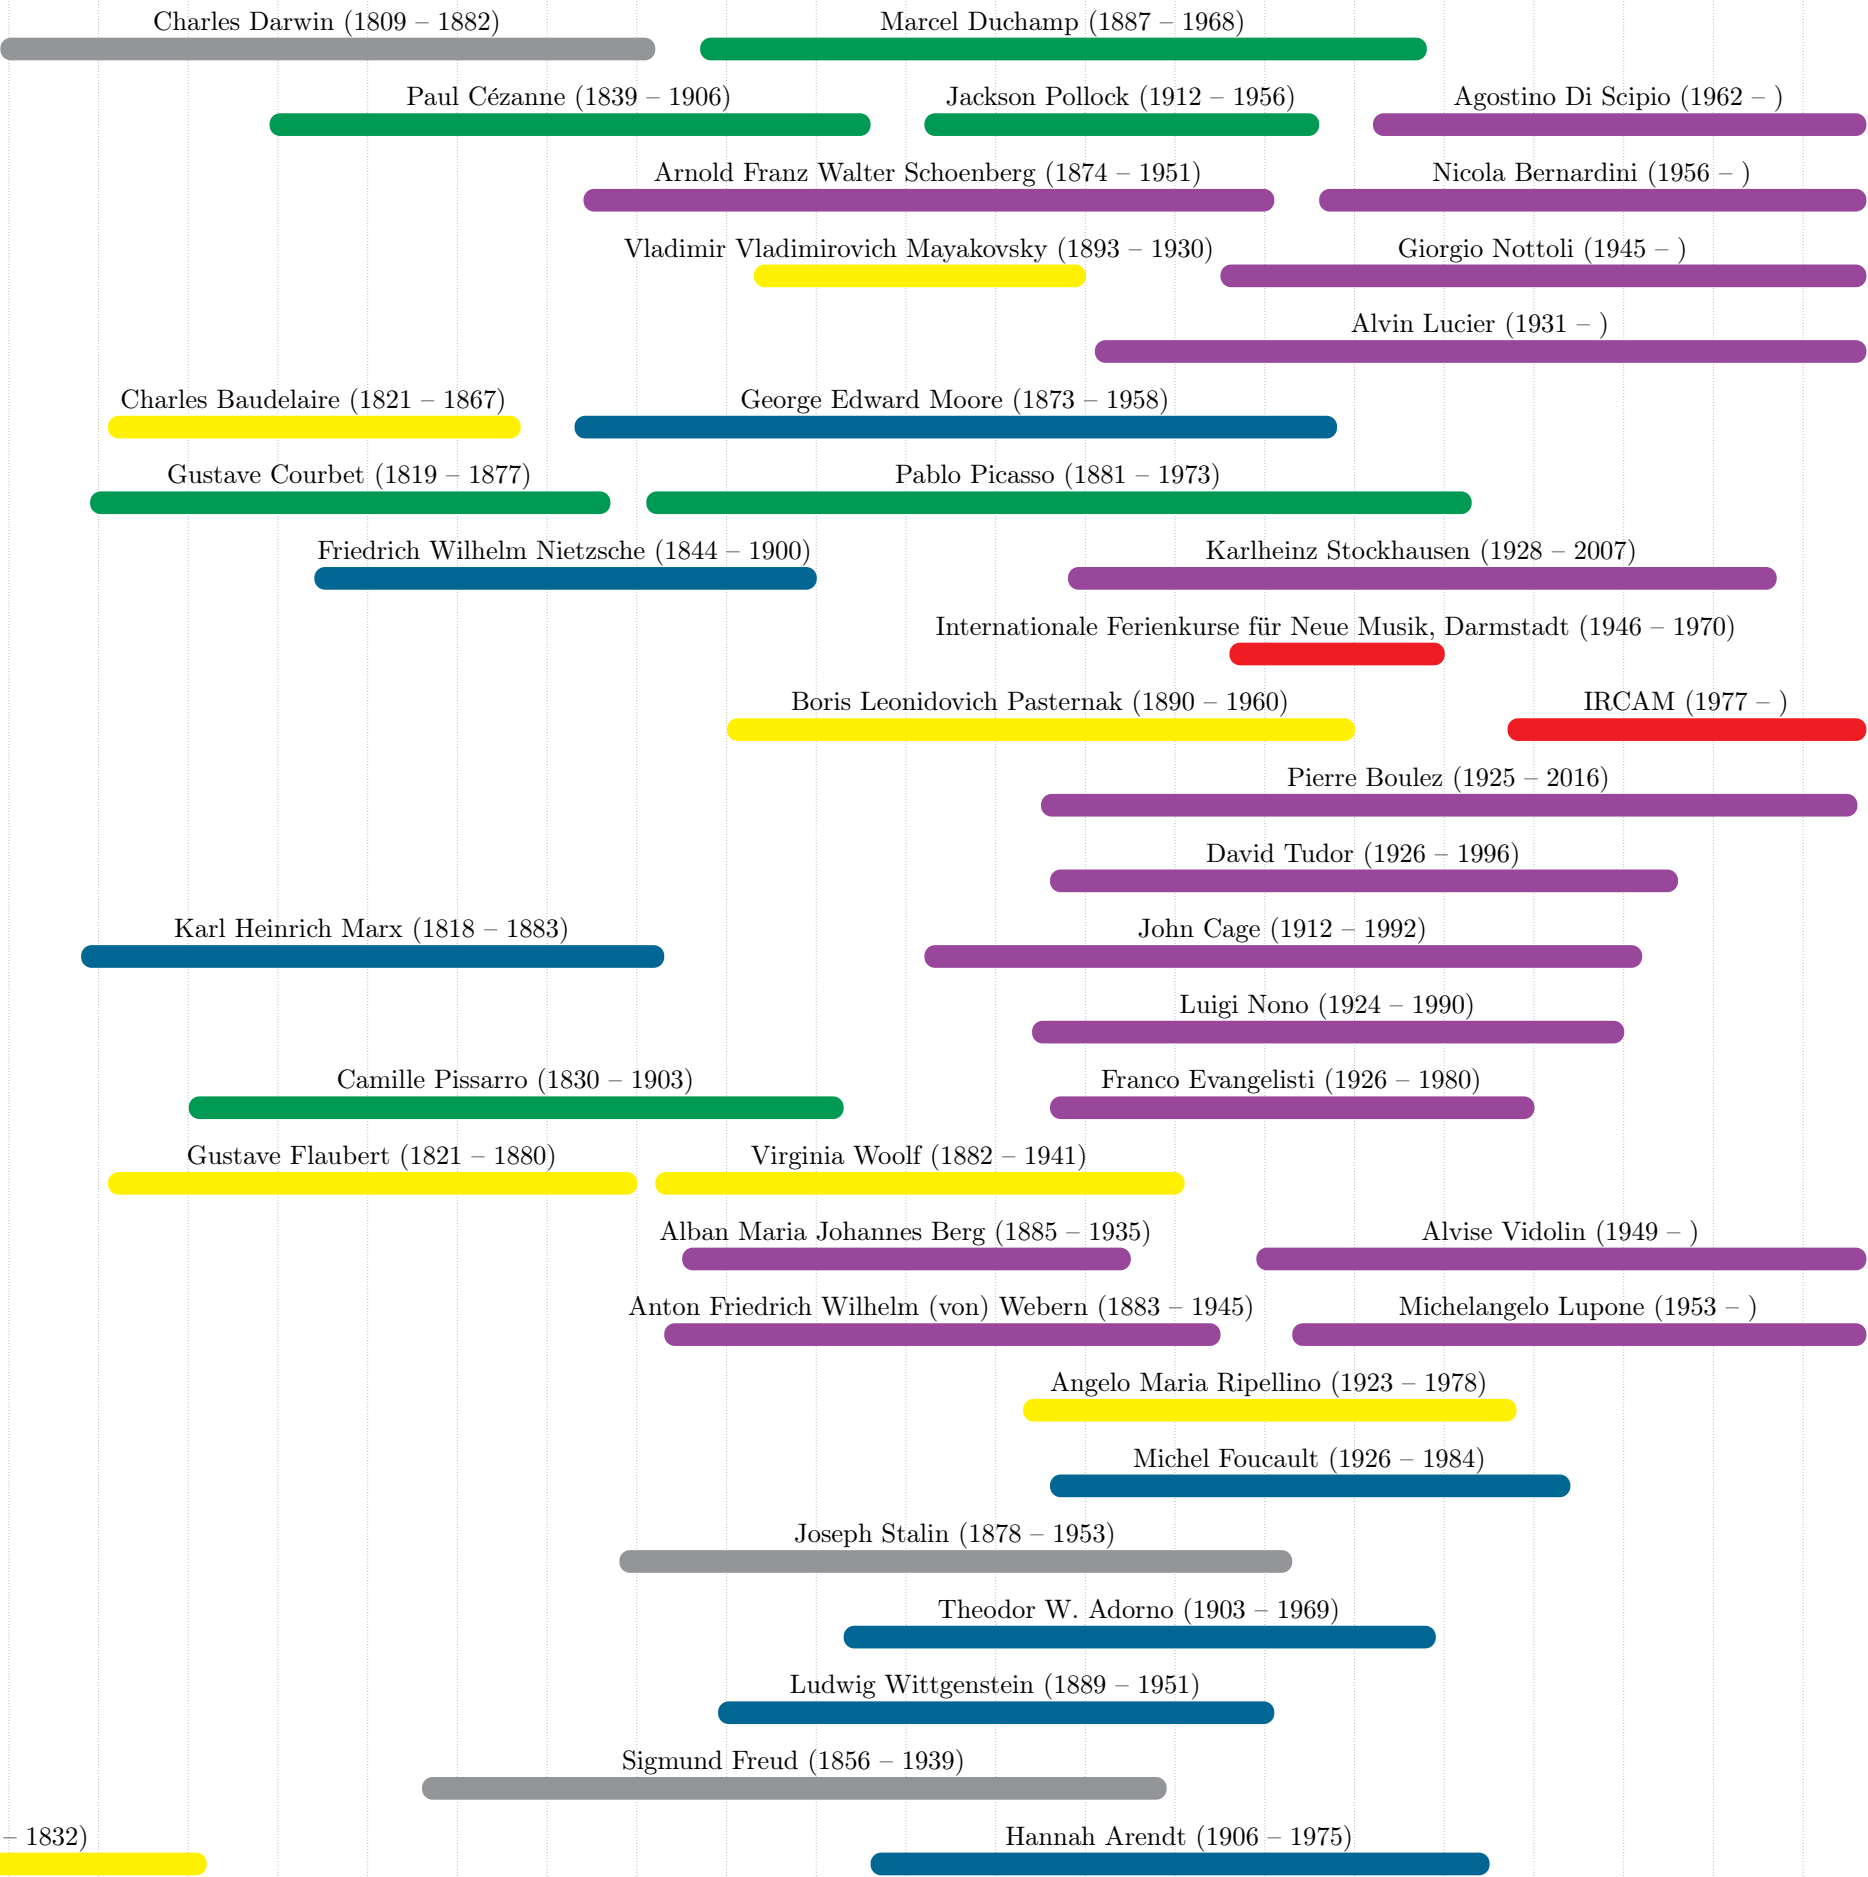 Charles Darwin (1809 – 1882) Marcel Duchamp (1887 – 1968)
Paul Cézanne (1839 – 1906) Jackson Pollock (1912 – 1956) Agostino Di Scipio (1962 – )
Arnold Franz Walter Schoenberg (1874 – 1951) Nicola Bernardini (1956 – )
Vladimir Vladimirovich Mayakovsky (1893 – 1930) Giorgio Nottoli (1945 – )
Alvin Lucier (1931 – )
Charles Baudelaire (1821 – 1867) George Edward Moore (1873 – 1958)
Gustave Courbet (1819 – 1877) Pablo Picasso (1881 – 1973)
Friedrich Wilhelm Nietzsche (1844 – 1900) Karlheinz Stockhausen (1928 – 2007)
Internationale Ferienkurse für Neue Musik, Darmstadt (1946 – 1970)
Boris Leonidovich Pasternak (1890 – 1960) IRCAM (1977 – )
Pierre Boulez (1925 – 2016)
David Tudor (1926 – 1996)
Karl Heinrich Marx (1818 – 1883) John Cage (1912 – 1992)
Luigi Nono (1924 – 1990)
Camille Pissarro (1830 – 1903) Franco Evangelisti (1926 – 1980)
Gustave Flaubert (1821 – 1880) Virginia Woolf (1882 – 1941)
Alban Maria Johannes Berg (1885 – 1935) Alvise Vidolin (1949 – )
Anton Friedrich Wilhelm (von) Webern (1883 – 1945) Michelangelo Lupone (1953 – )
Angelo Maria Ripellino (1923 – 1978)
Michel Foucault (1926 – 1984)
Joseph Stalin (1878 – 1953)
Theodor W. Adorno (1903 – 1969)
Ludwig Wittgenstein (1889 – 1951)
Sigmund Freud (1856 – 1939)
– 1832) Hannah Arendt (1906 – 1975)